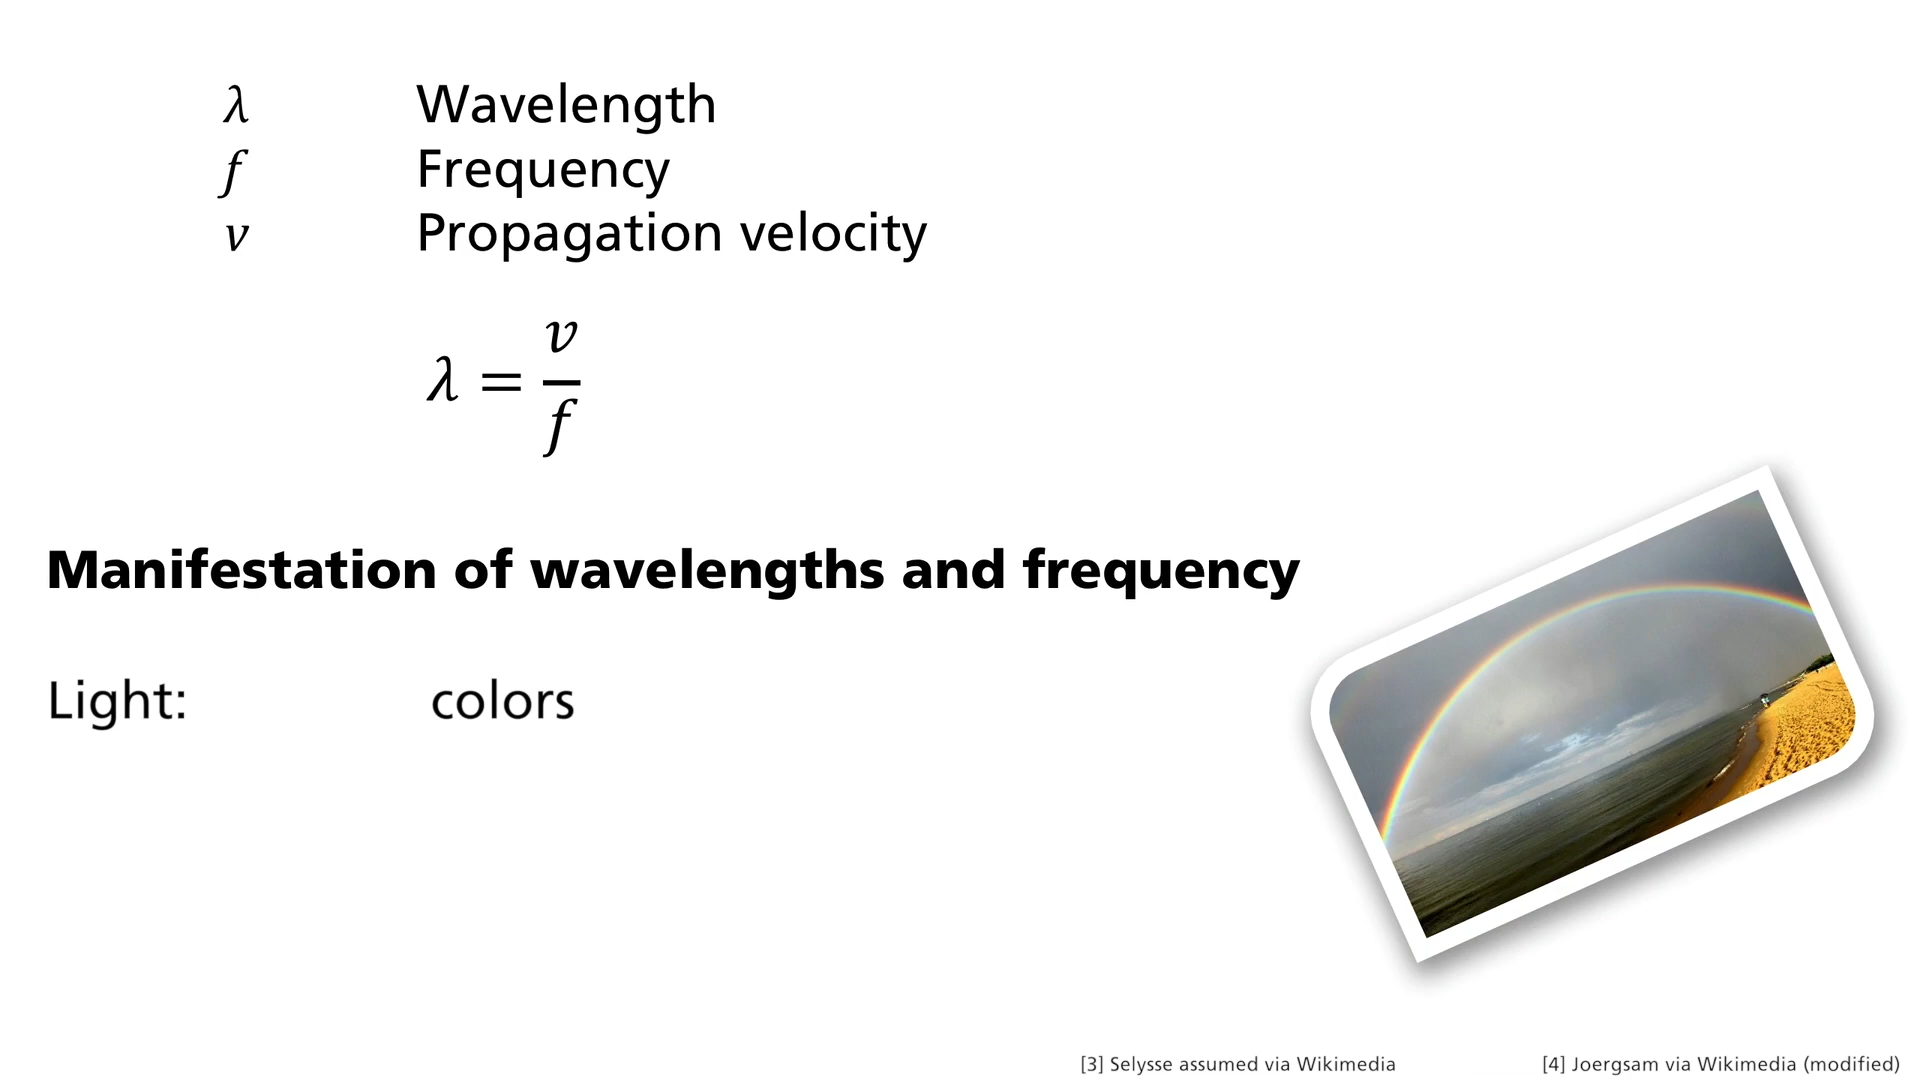 λ Wavelength
f Frequency
v Propagation velocity
λ = v/f
Manifestation of wavelengths and frequency
Light: colors
[3] Selysse assumed via Wikimedia [4] Joergsam via Wikimedia (modified)